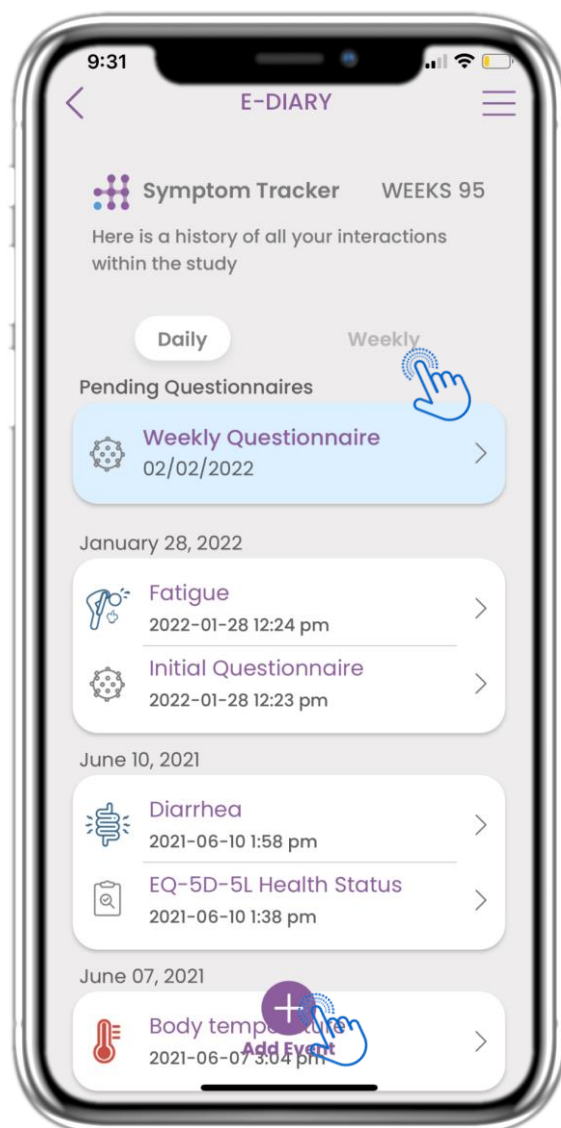 9:31
E-DIARY
Symptom Tracker WEEKS 95
Here is a history of all your interactions
within the study
Daily Weekly
Pending Questionnaires
Weekly Questionnaire
02/02/2022
January 28, 2022
Fatigue
2022-01-28 12:24 pm
Initial Questionnaire
2022-01-28 12:23 pm
June 10, 2021
Diarrhea
2021-06-10 1:58 pm
EQ-5D-5L Health Status
2021-06-10 1:38 pm
June 07, 2021
Body temperature
2021-06-07 3:04 pm
Add Event